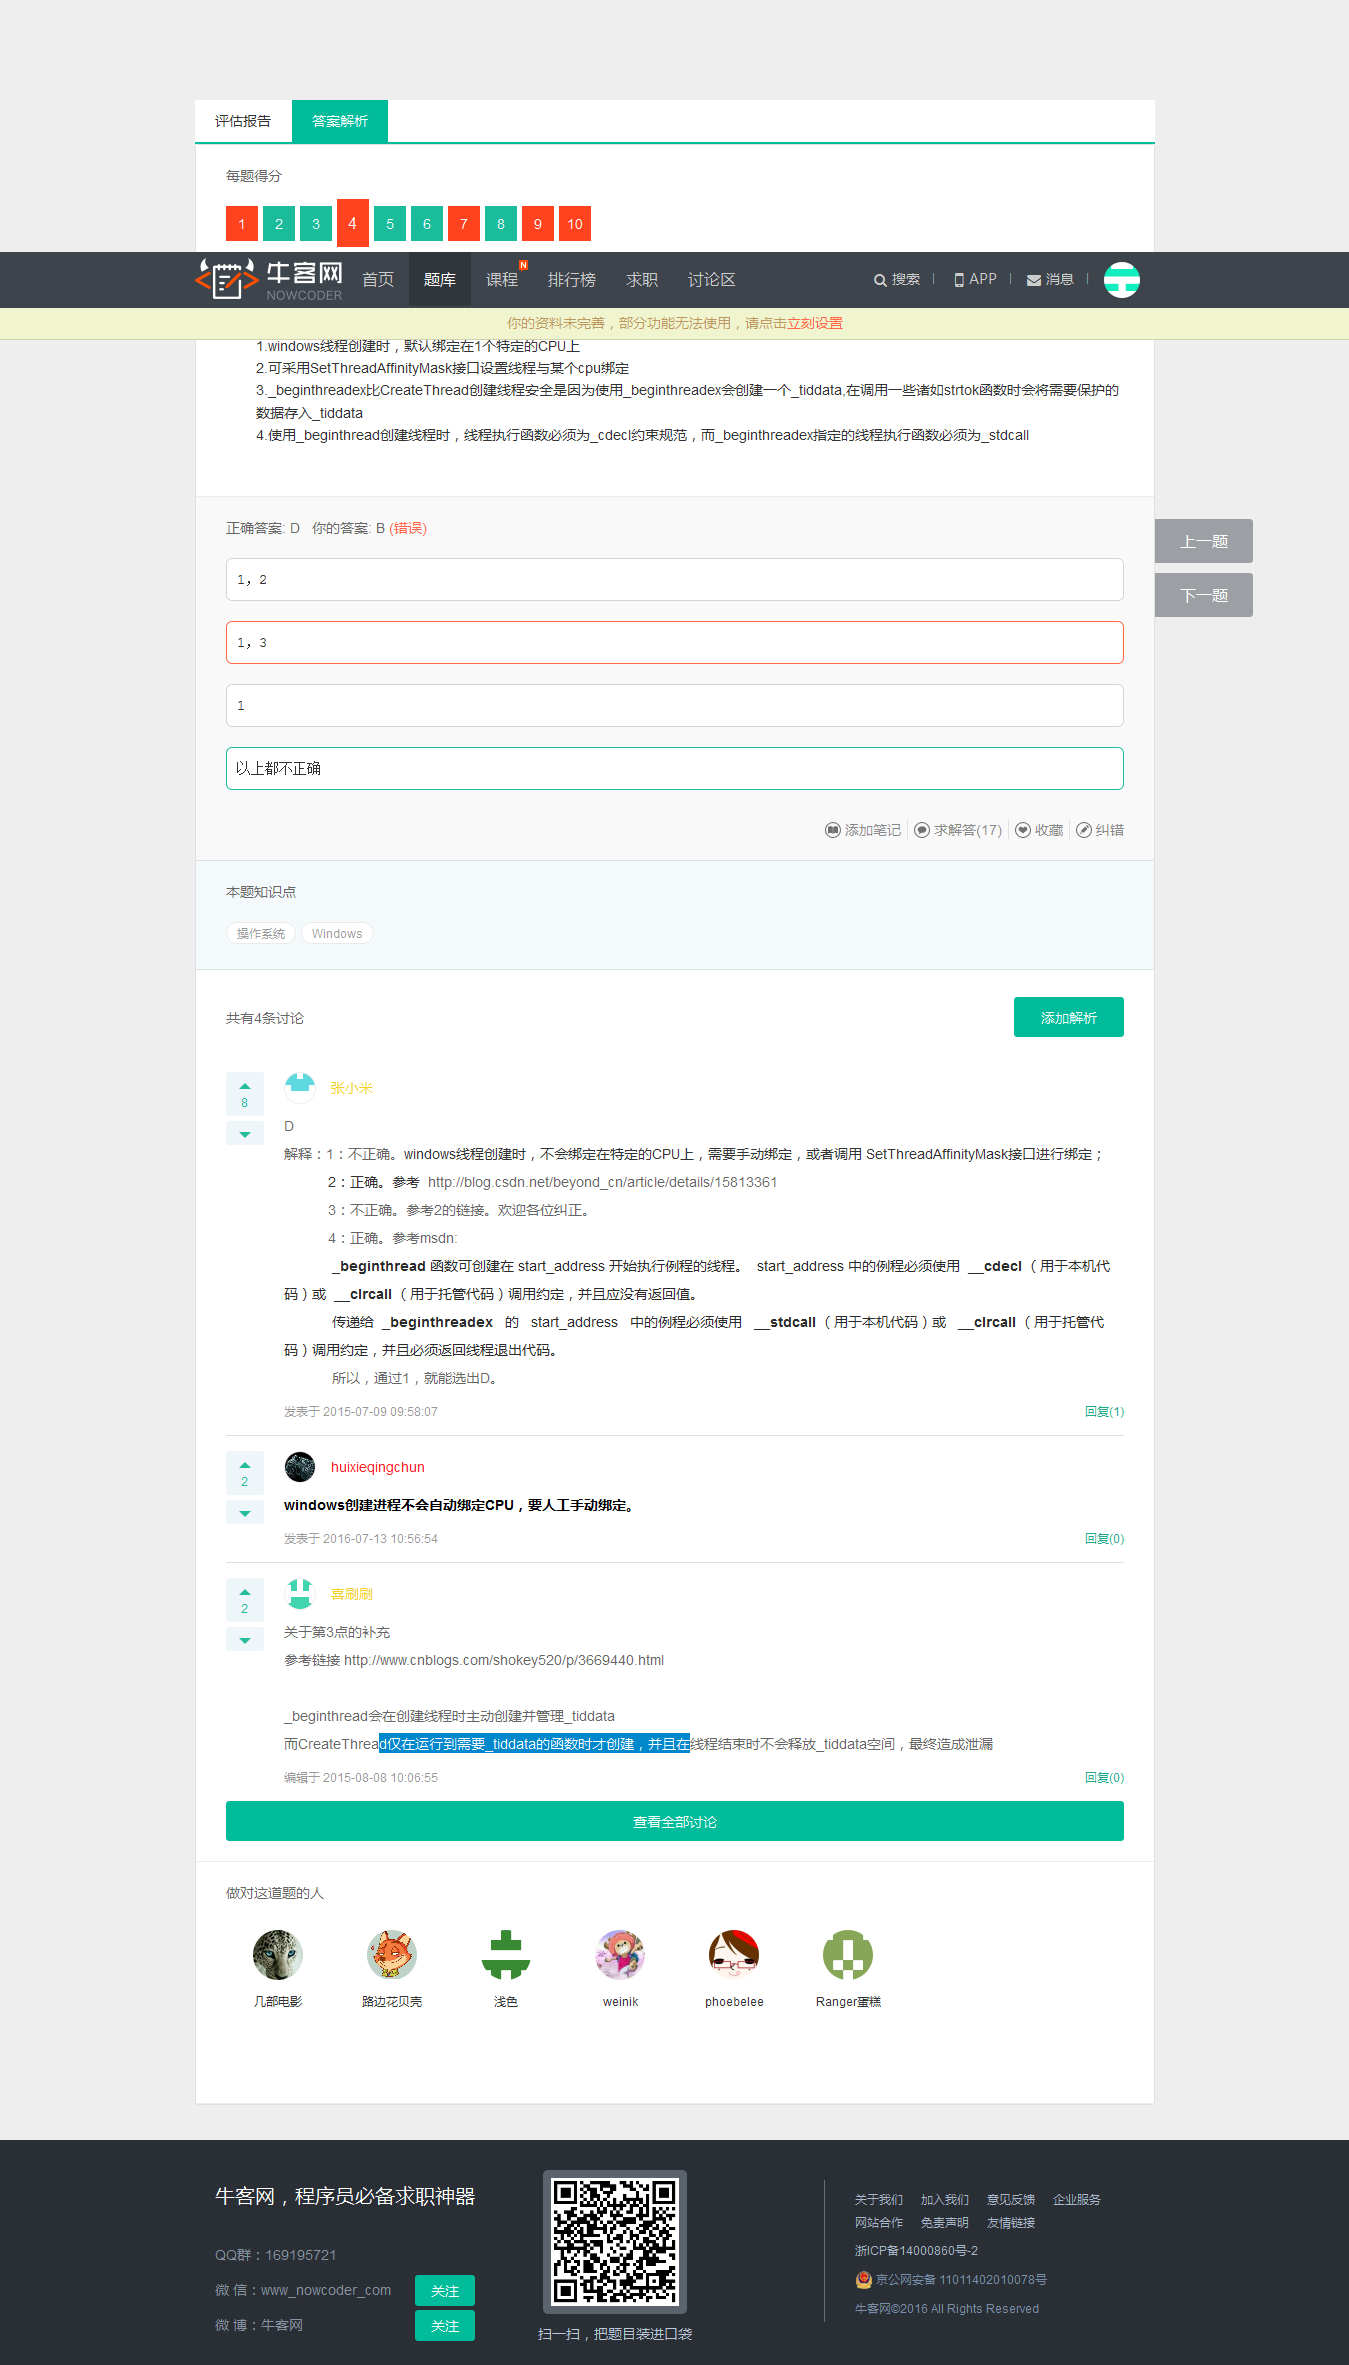 评估报告 答案解析
每题得分
1 2 3 4 5 6 7 8 9 10
牛客网 NOWCODER 首页 题库 课程 N 排行榜 求职 讨论区 搜索 APP 消息
你的资料未完善，部分功能无法使用，请点击立刻设置
1.windows线程创建时，默认绑定在1个特定的CPU上
2.可采用SetThreadAffinityMask接口设置线程与某个cpu绑定
3._beginthreadex比CreateThread创建线程安全是因为使用_beginthreadex会创建一个_tiddata,在调用一些诸如strtok函数时会将需要保护的
数据存入_tiddata
4.使用_beginthread创建线程时，线程执行函数必须为_cdecl约束规范，而_beginthreadex指定的线程执行函数必须为_stdcall
正确答案: D 你的答案: B (错误)
上一题
1，2
下一题
1，3
1
以上都不正确
添加笔记 求解答(17) 收藏 纠错
本题知识点
操作系统 Windows
共有4条讨论 添加解析
张小米
8
D
解释：1：不正确。windows线程创建时，不会绑定在特定的CPU上，需要手动绑定，或者调用 SetThreadAffinityMask接口进行绑定；
2：正确。参考 http://blog.csdn.net/beyond_cn/article/details/15813361
3：不正确。参考2的链接。欢迎各位纠正。
4：正确。参考msdn:
_beginthread 函数可创建在 start_address 开始执行例程的线程。 start_address 中的例程必须使用 __cdecl（用于本机代
码）或 __clrcall（用于托管代码）调用约定，并且应没有返回值。
传递给 _beginthreadex 的 start_address 中的例程必须使用 __stdcall（用于本机代码）或 __clrcall（用于托管代
码）调用约定，并且必须返回线程退出代码。
所以，通过1，就能选出D。
发表于 2015-07-09 09:58:07 回复(1)
huixieqingchun
2
windows创建进程不会自动绑定CPU，要人工手动绑定。
发表于 2016-07-13 10:56:54 回复(0)
喜刷刷
2
关于第3点的补充
参考链接 http://www.cnblogs.com/shokey520/p/3669440.html
_beginthread会在创建线程时主动创建并管理_tiddata
而CreateThread仅在运行到需要_tiddata的函数时才创建，并且在线程结束时不会释放_tiddata空间，最终造成泄漏
编辑于 2015-08-08 10:06:55 回复(0)
查看全部讨论
做对这道题的人
几部电影 路边花贝壳 浅色 weinik phoebelee Ranger蛋糕
牛客网，程序员必备求职神器
QQ群：169195721
微 信：www_nowcoder_com 关注
微 博：牛客网 关注
扫一扫，把题目装进口袋
关于我们 加入我们 意见反馈 企业服务
网站合作 免责声明 友情链接
浙ICP备14000860号-2
京公网安备 11011402010078号
牛客网©2016 All Rights Reserved